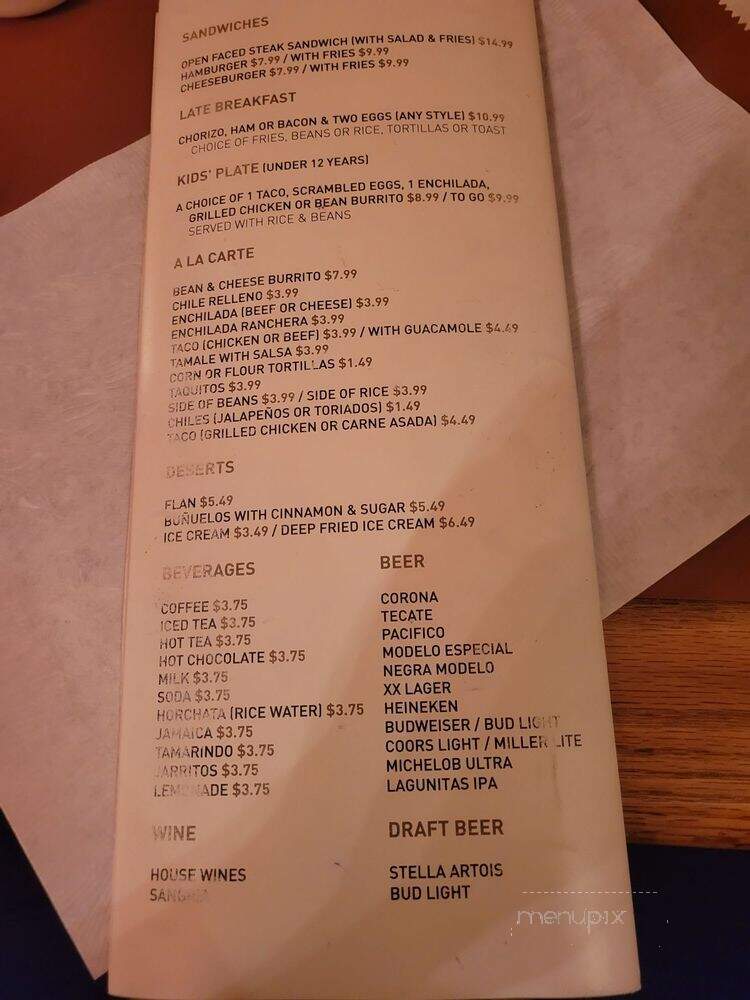 SANDWICHES
OPEN FACED STEAK SANDWICH (WITH SALAD & FRIES) $14.99
HAMBURGER $7.99 / WITH FRIES $9.99
CHEESEBURGER $7.99 / WITH FRIES $9.99
LATE BREAKFAST
CHORIZO, HAM OR BACON & TWO EGGS (ANY STYLE) $10.99
CHOICE OF FRIES, BEANS OR RICE, TORTILLAS OR TOAST
KIDS' PLATE (UNDER 12 YEARS)
A CHOICE OF 1 TACO, SCRAMBLED EGGS, 1 ENCHILADA,
GRILLED CHICKEN OR BEAN BURRITO $8.99 / TO GO $9.99
SERVED WITH RICE & BEANS
A LA CARTE
BEAN & CHEESE BURRITO $7.99
CHILE RELLENO $3.99
ENCHILADA (BEEF OR CHEESE) $3.99
ENCHILADA RANCHERA $3.99
TACO (CHICKEN OR BEEF) $3.99 / WITH GUACAMOLE $4.49
TAMALE WITH SALSA $3.99
CORN OR FLOUR TORTILLAS $1.49
TAQUITOS $3.99
SIDE OF BEANS $3.99 / SIDE OF RICE $3.99
CHILES (JALAPEÑOS OR TORIADOS) $1.49
TACO (GRILLED CHICKEN OR CARNE ASADA) $4.49
DESERTS
FLAN $5.49
BUÑUELOS WITH CINNAMON & SUGAR $5.49
ICE CREAM $3.49 / DEEP FRIED ICE CREAM $6.49
BEVERAGES
COFFEE $3.75
ICED TEA $3.75
HOT TEA $3.75
HOT CHOCOLATE $3.75
MILK $3.75
SODA $3.75
HORCHATA (RICE WATER) $3.75
JAMAICA $3.75
TAMARINDO $3.75
JARRITOS $3.75
LEMONADE $3.75
WINE
HOUSE WINES
SANGRIA
BEER
CORONA
TECATE
PACIFICO
MODELO ESPECIAL
NEGRA MODELO
XX LAGER
HEINEKEN
BUDWEISER / BUD LIGHT
COORS LIGHT / MILLER LITE
MICHELOB ULTRA
LAGUNITAS IPA
DRAFT BEER
STELLA ARTOIS
BUD LIGHT
menupix